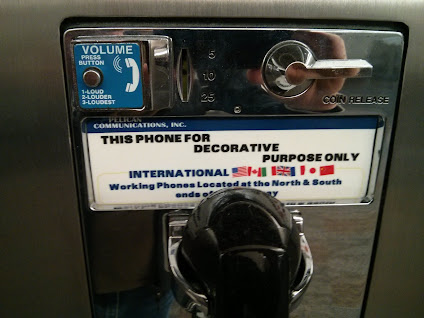 VOLUME
PRESS
BUTTON
1-LOUD
2-LOUDER
3-LOUDEST
5
10
25
COIN RELEASE
PELICAN
COMMUNICATIONS, INC.
THIS PHONE FOR
DECORATIVE
PURPOSE ONLY
INTERNATIONAL
Working Phones Located at the North & South
ends of